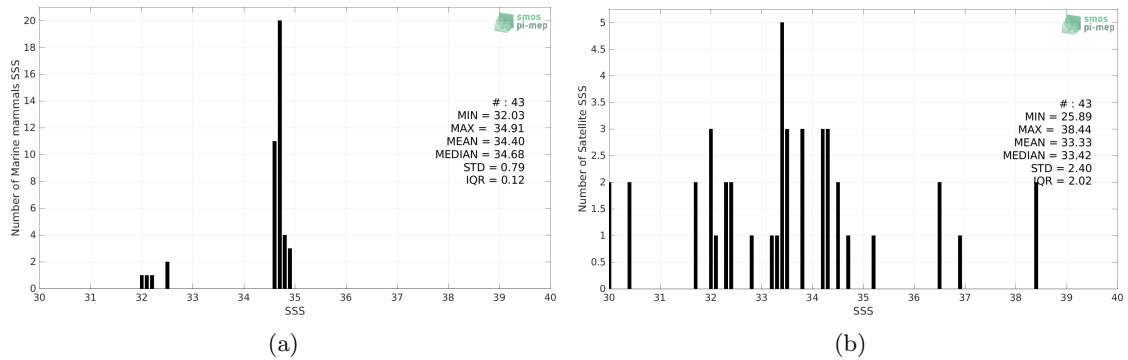 smos
pi-mep
20
18
16
14
12
10
8
6
4
2
0
Number of Marine mammals SSS
# : 43
MIN = 32.03
MAX = 34.91
MEAN = 34.40
MEDIAN = 34.68
STD = 0.79
IQR = 0.12
30 31 32 33 34 35 36 37 38 39 40
SSS
(a)
smos
pi-mep
5
4.5
4
3.5
3
2.5
2
1.5
1
0.5
0
Number of Satellite SSS
# : 43
MIN = 25.89
MAX = 38.44
MEAN = 33.33
MEDIAN = 33.42
STD = 2.40
IQR = 2.02
30 31 32 33 34 35 36 37 38 39 40
SSS
(b)